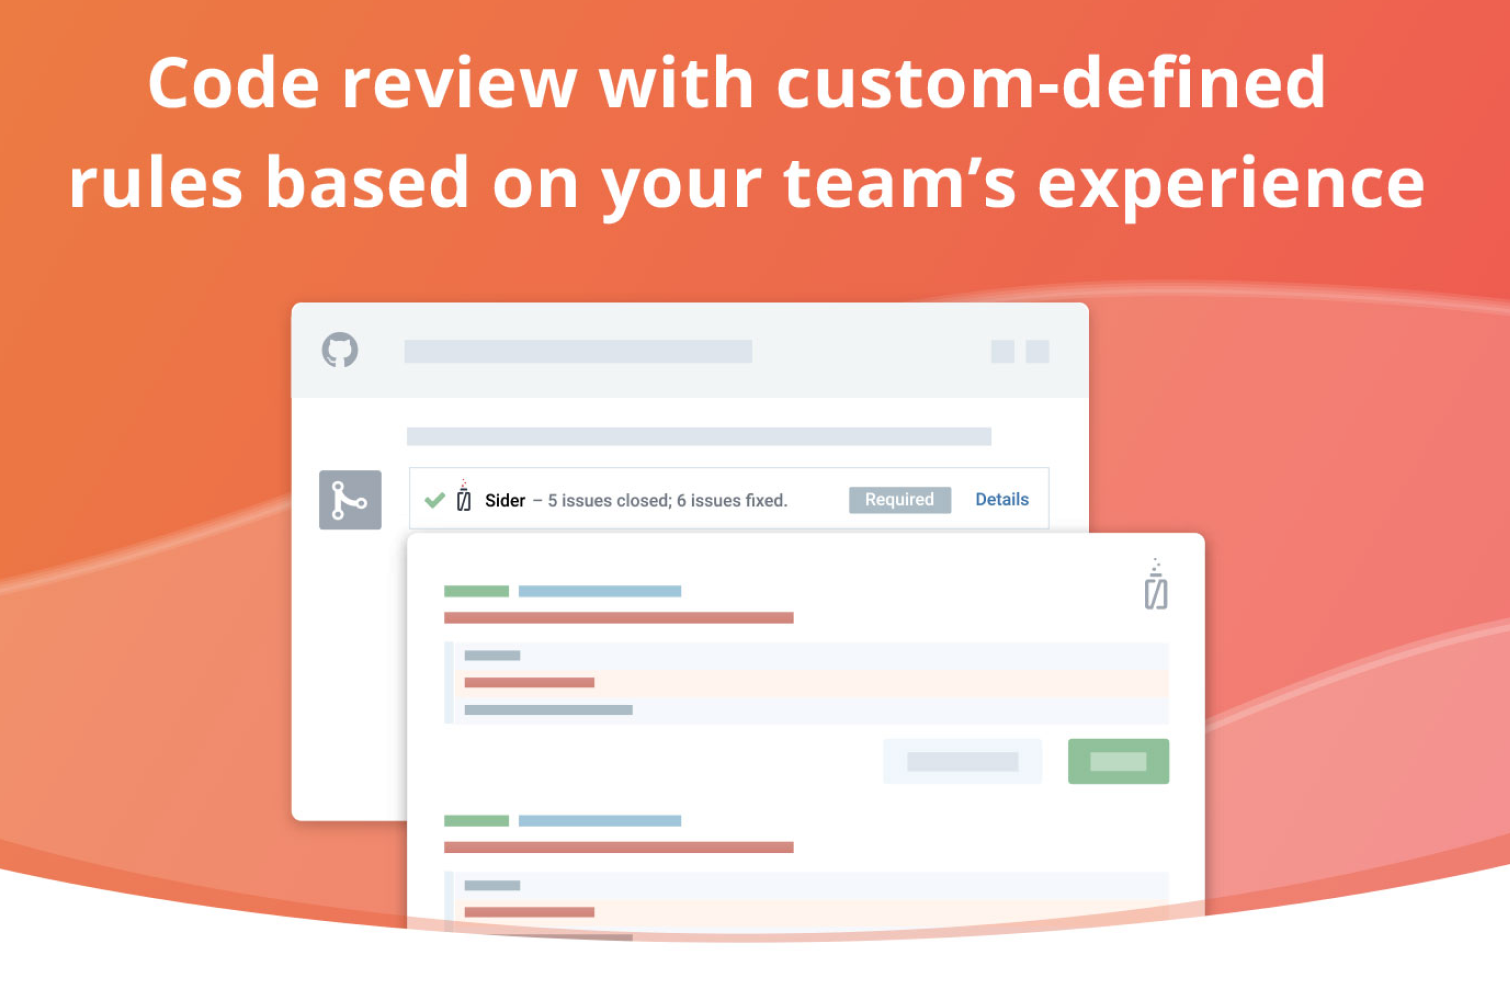 Code review with custom-defined
rules based on your team’s experience
Sider – 5 issues closed; 6 issues fixed. Required Details